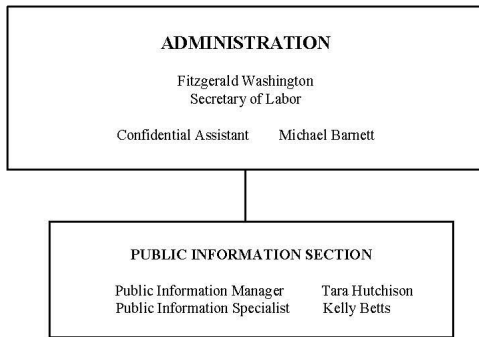 ADMINISTRATION
Fitzgerald Washington
Secretary of Labor
Confidential Assistant Michael Barnett
PUBLIC INFORMATION SECTION
Public Information Manager Tara Hutchison
Public Information Specialist Kelly Betts